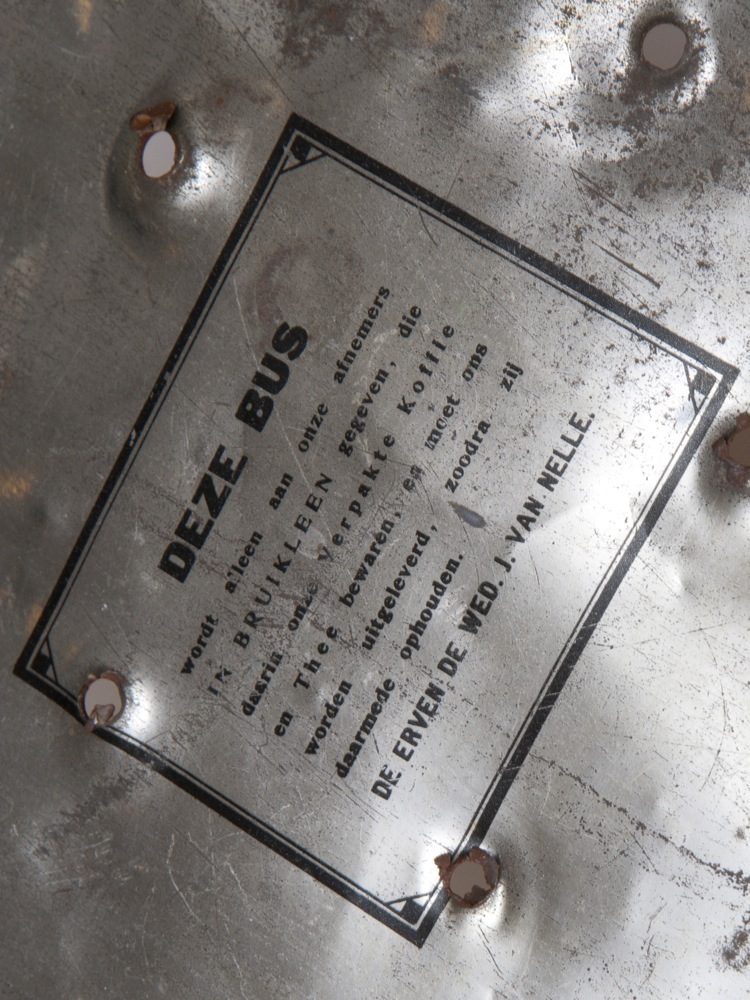 DEZE BUS
wordt alleen aan onze afnemers
IN BRUIKLEEN gegeven, die
daarin onze verpakte Koffie
en Thee bewaren, en moet ons
worden uitgeleverd, zoodra zij
daarmede ophouden.
DE ERVEN DE WED. J. VAN NELLE.